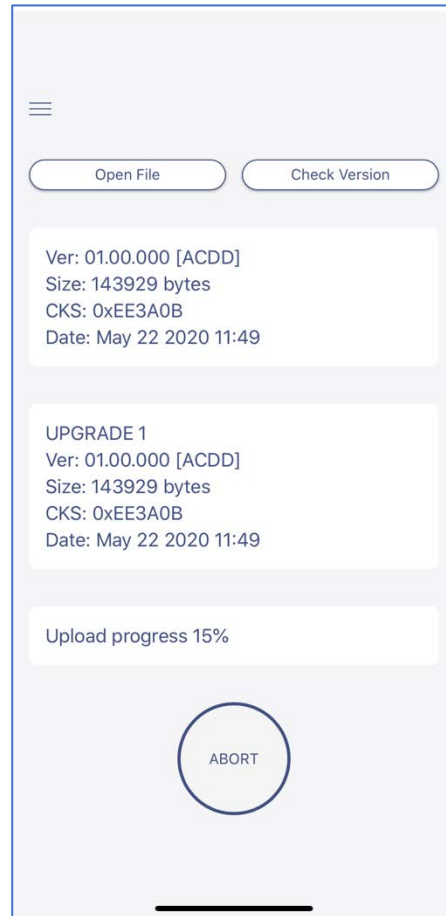 Open File
Check Version
Ver: 01.00.000 [ACDD]
Size: 143929 bytes
CKS: 0xEE3A0B
Date: May 22 2020 11:49
UPGRADE 1
Ver: 01.00.000 [ACDD]
Size: 143929 bytes
CKS: 0xEE3A0B
Date: May 22 2020 11:49
Upload progress 15%
ABORT